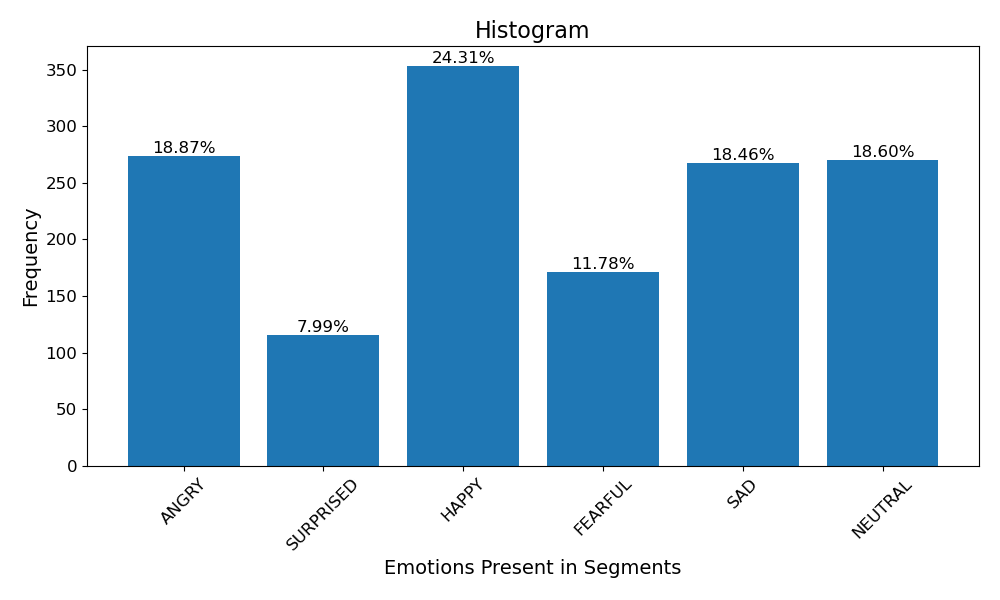 Histogram
24.31%
18.87%
7.99%
11.78%
18.46%
18.60%
350
300
250
200
150
100
50
0
Frequency
ANGRY
SURPRISED
HAPPY
FEARFUL
SAD
NEUTRAL
Emotions Present in Segments